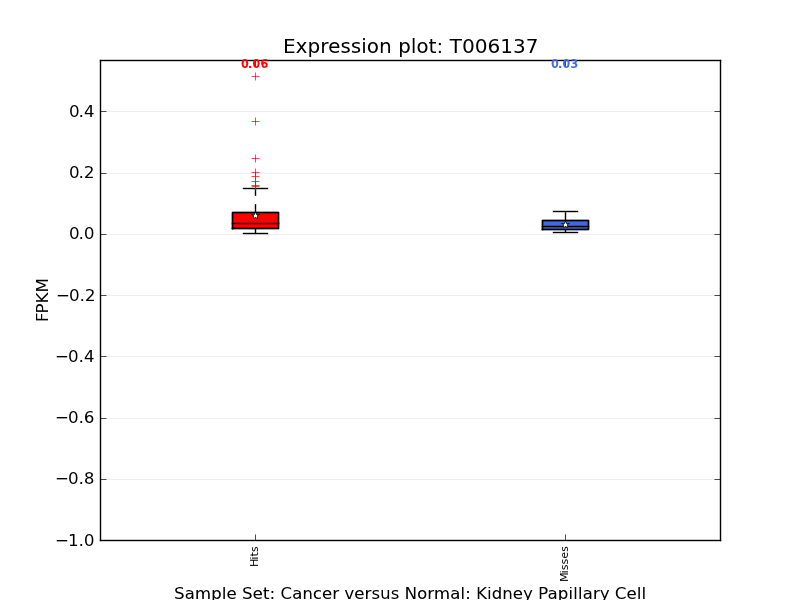 Expression plot: T006137
0.06
0.03
0.4
0.2
0.0
−0.2
−0.4
−0.6
−0.8
−1.0
FPKM
Hits
Misses
Sample Set: Cancer versus Normal: Kidney Papillary Cell